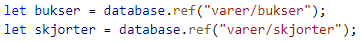 let bukser = database.ref("varer/bukser");
let skjorter = database.ref("varer/skjorter");